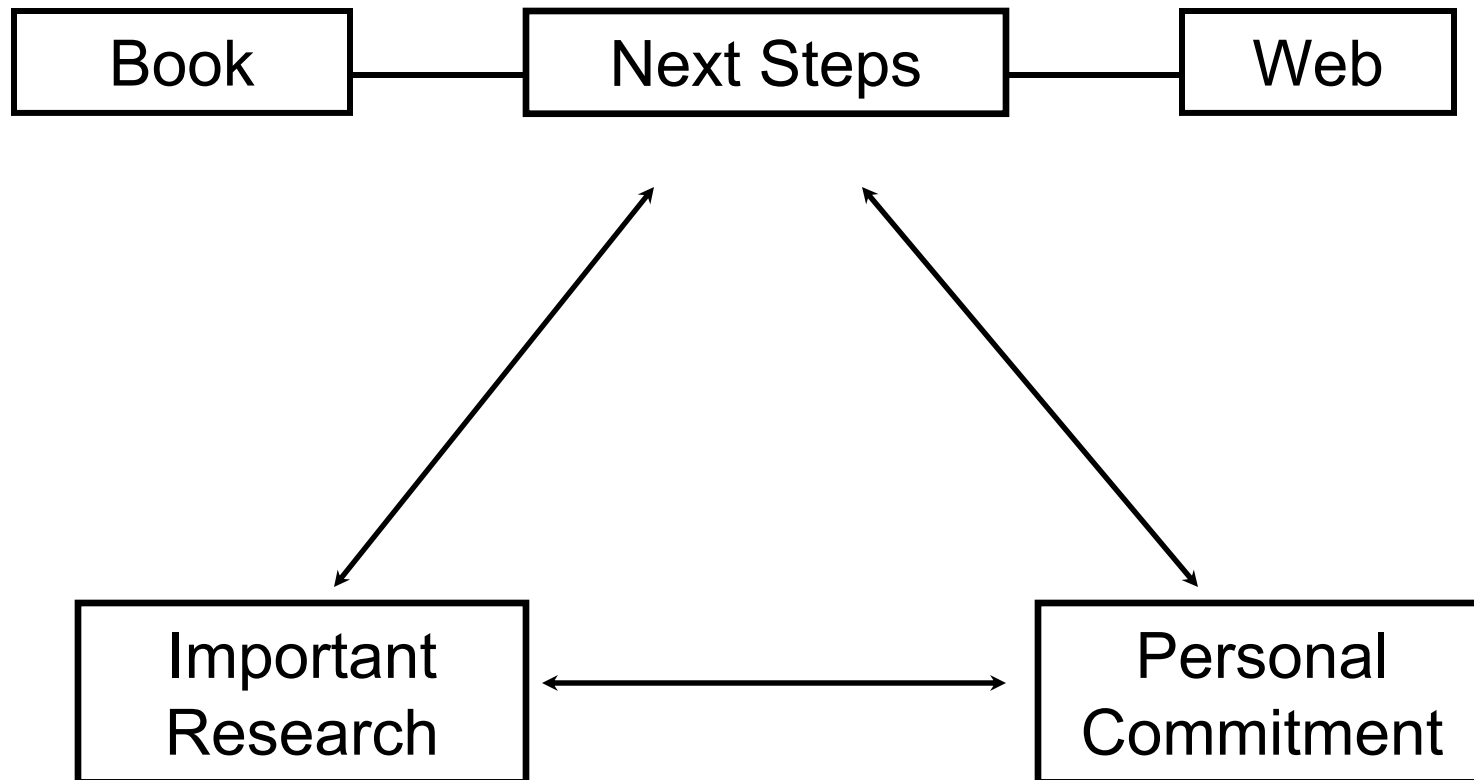 Book
Next Steps
Web
Important
Research
Personal
Commitment